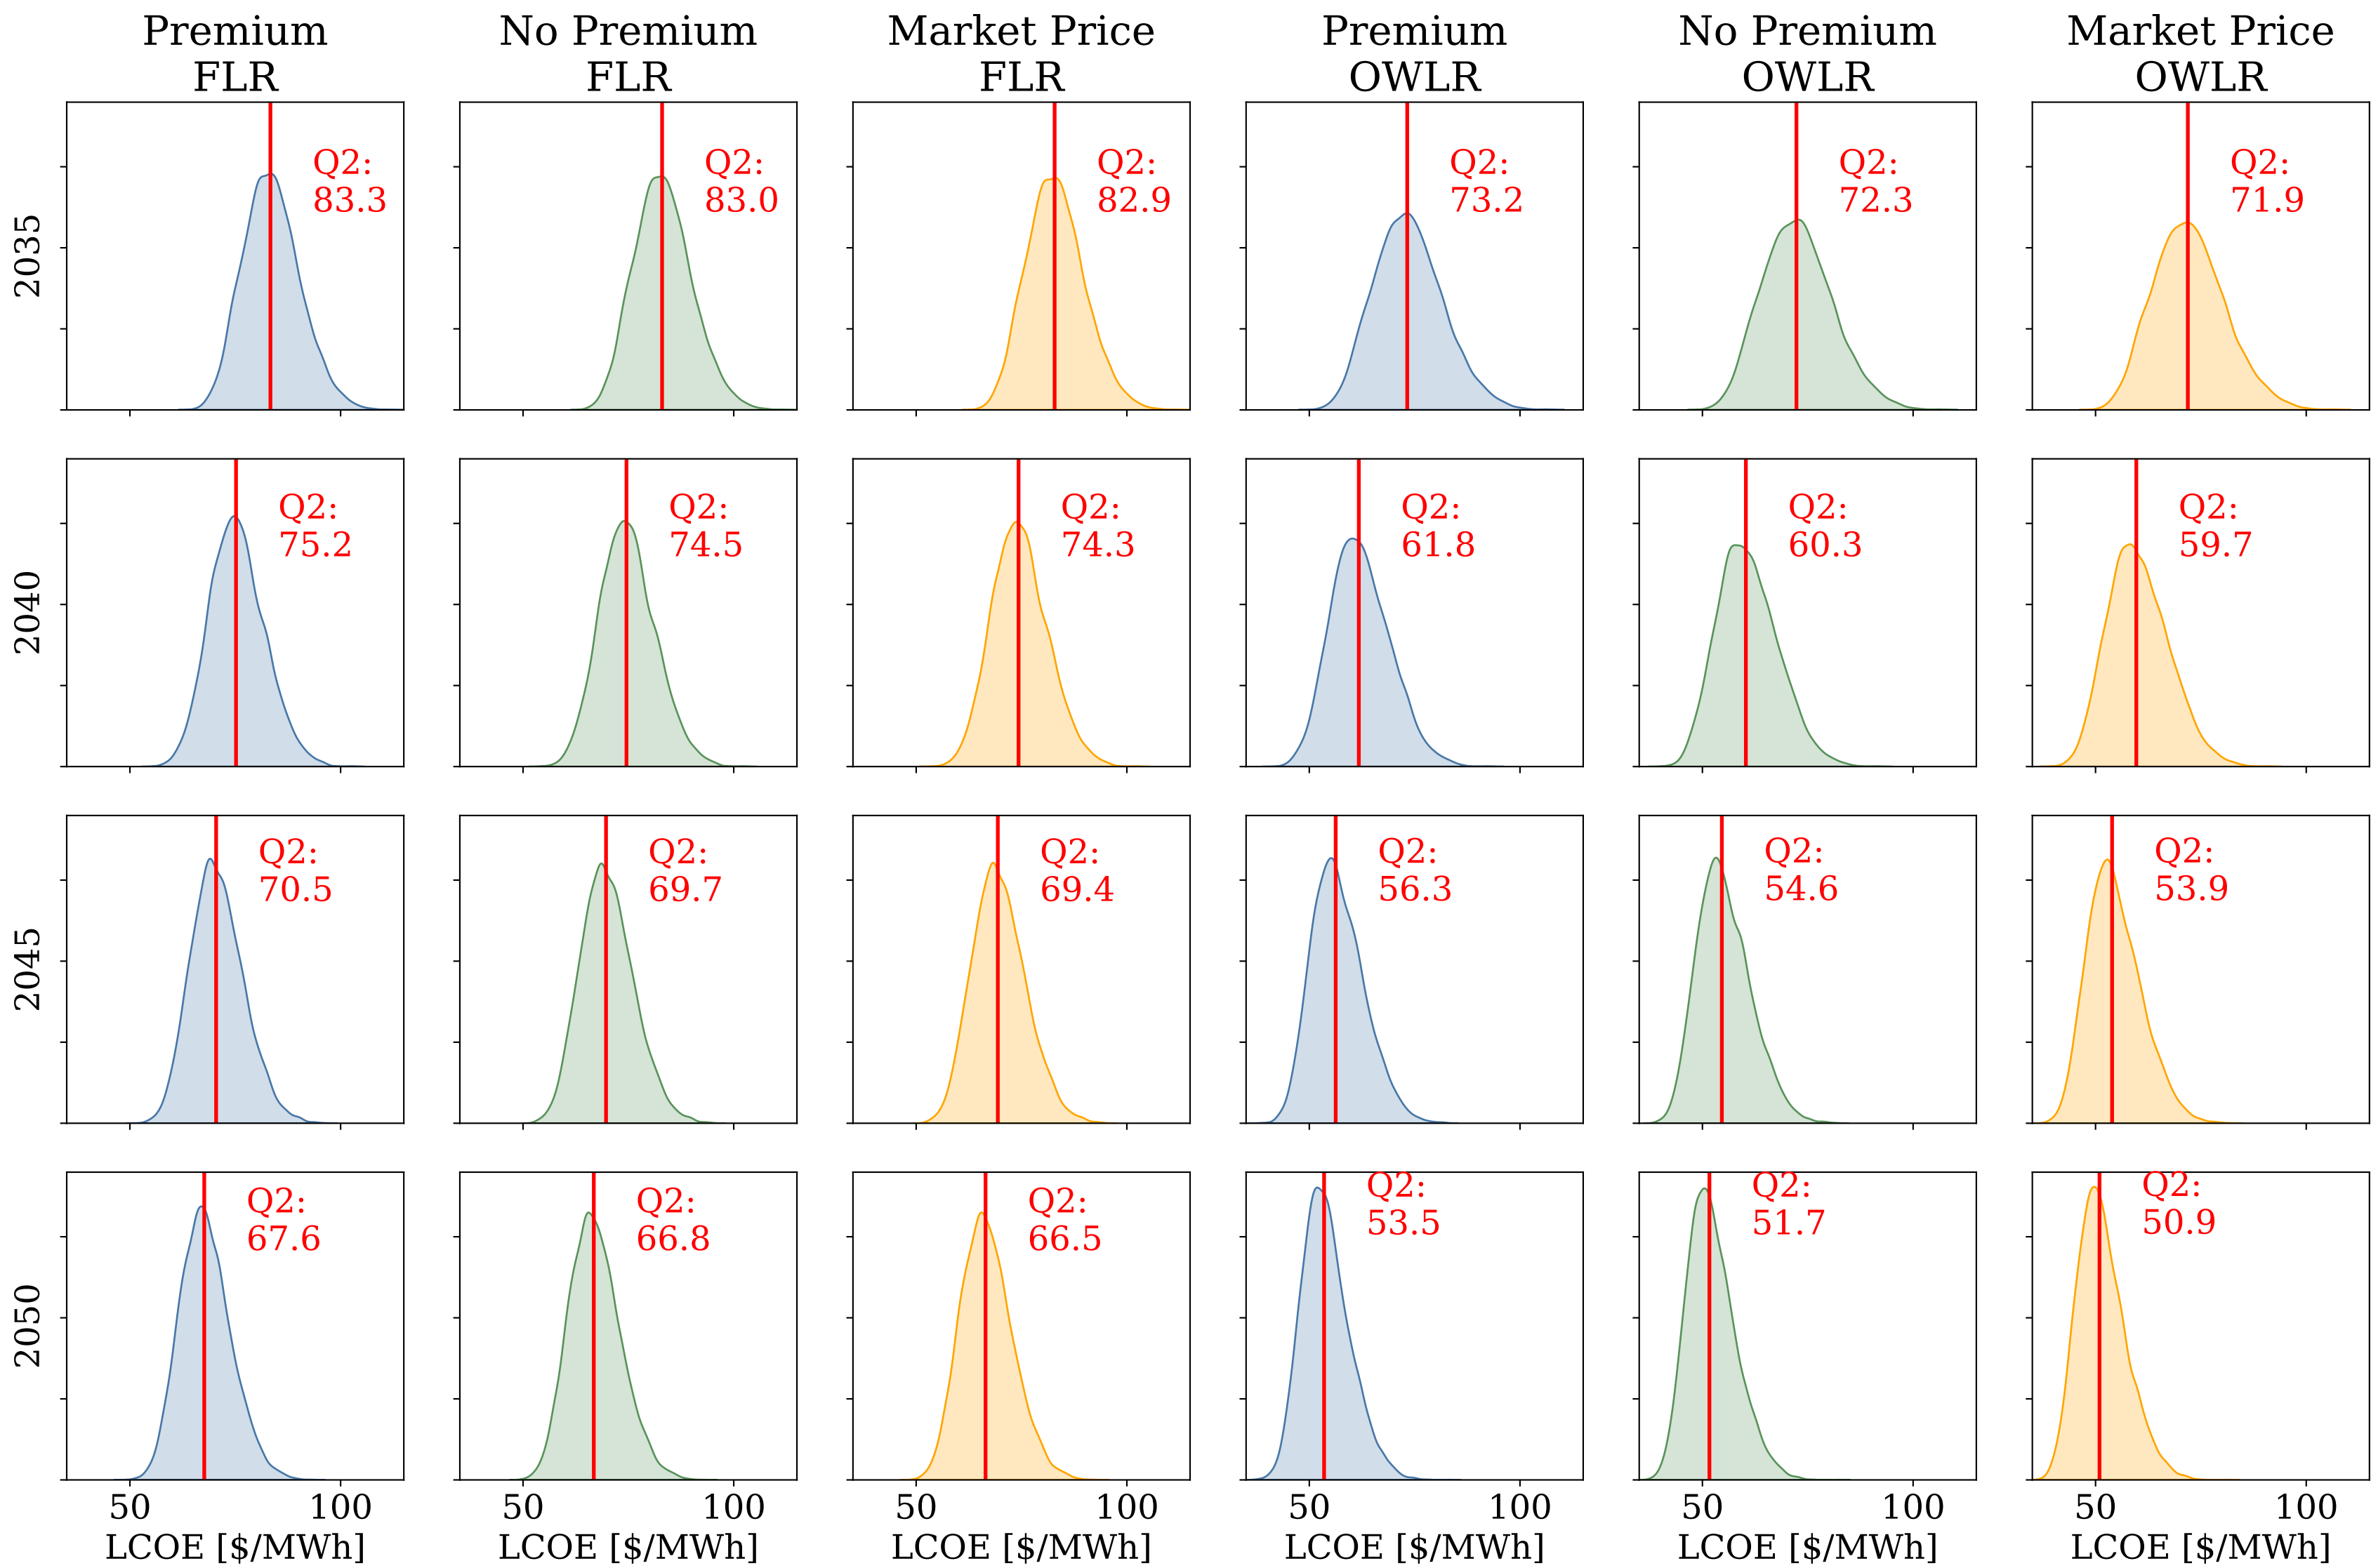 Premium
FLR
No Premium
FLR
Market Price
FLR
Premium
OWLR
No Premium
OWLR
Market Price
OWLR
2035
Q2:
83.3
Q2:
83.0
Q2:
82.9
Q2:
73.2
Q2:
72.3
Q2:
71.9
2040
Q2:
75.2
Q2:
74.5
Q2:
74.3
Q2:
61.8
Q2:
60.3
Q2:
59.7
2045
Q2:
70.5
Q2:
69.7
Q2:
69.4
Q2:
56.3
Q2:
54.6
Q2:
53.9
2050
Q2:
67.6
Q2:
66.8
Q2:
66.5
Q2:
53.5
Q2:
51.7
Q2:
50.9
50 100
LCOE [$/MWh]
50 100
LCOE [$/MWh]
50 100
LCOE [$/MWh]
50 100
LCOE [$/MWh]
50 100
LCOE [$/MWh]
50 100
LCOE [$/MWh]